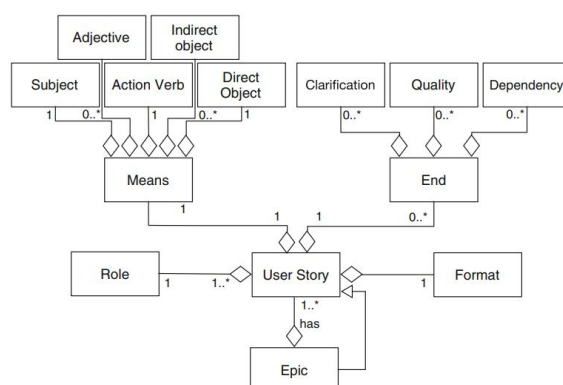 Adjective
Indirect
object
Subject
Action Verb
Direct
Object
Clarification
Quality
Dependency
1
0..*
1
0..*
1
0..*
0..*
0..*
Means
End
1
1
1
0..*
Role
1
1..*
User Story
1
Format
1..*
has
Epic